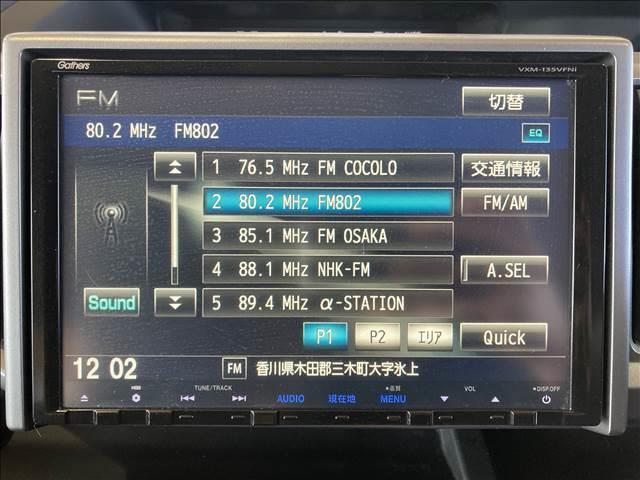 Gathers
VXM-135VFNi
FM
切替
80.2 MHz FM802
EQ
1 76.5 MHz FM COCOLO
交通情報
2 80.2 MHz FM802
FM/AM
3 85.1 MHz FM OSAKA
4 88.1 MHz NHK-FM
A.SEL
Sound
5 89.4 MHz α-STATION
P1 P2 エリア Quick
12 02
FM 香川県木田郡三木町大字氷上
TUNE/TRACK
AUDIO
現在地
●画質
MENU
VOL
●DISP.OFF